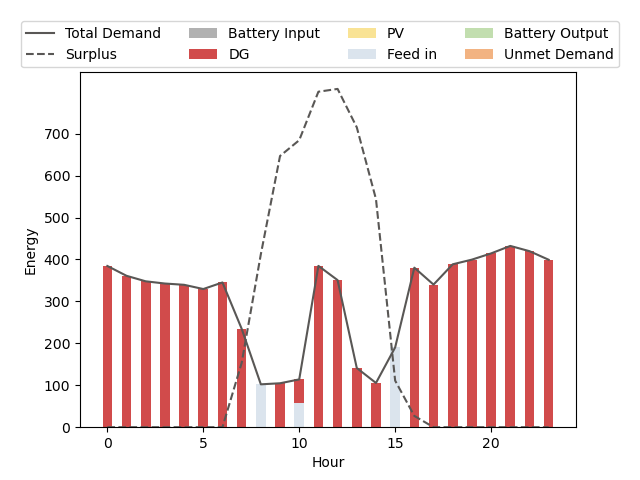 Total Demand Battery Input PV Battery Output
Surplus DG Feed in Unmet Demand
700
600
500
400
300
200
100
0
Energy
0 5 10 15 20
Hour